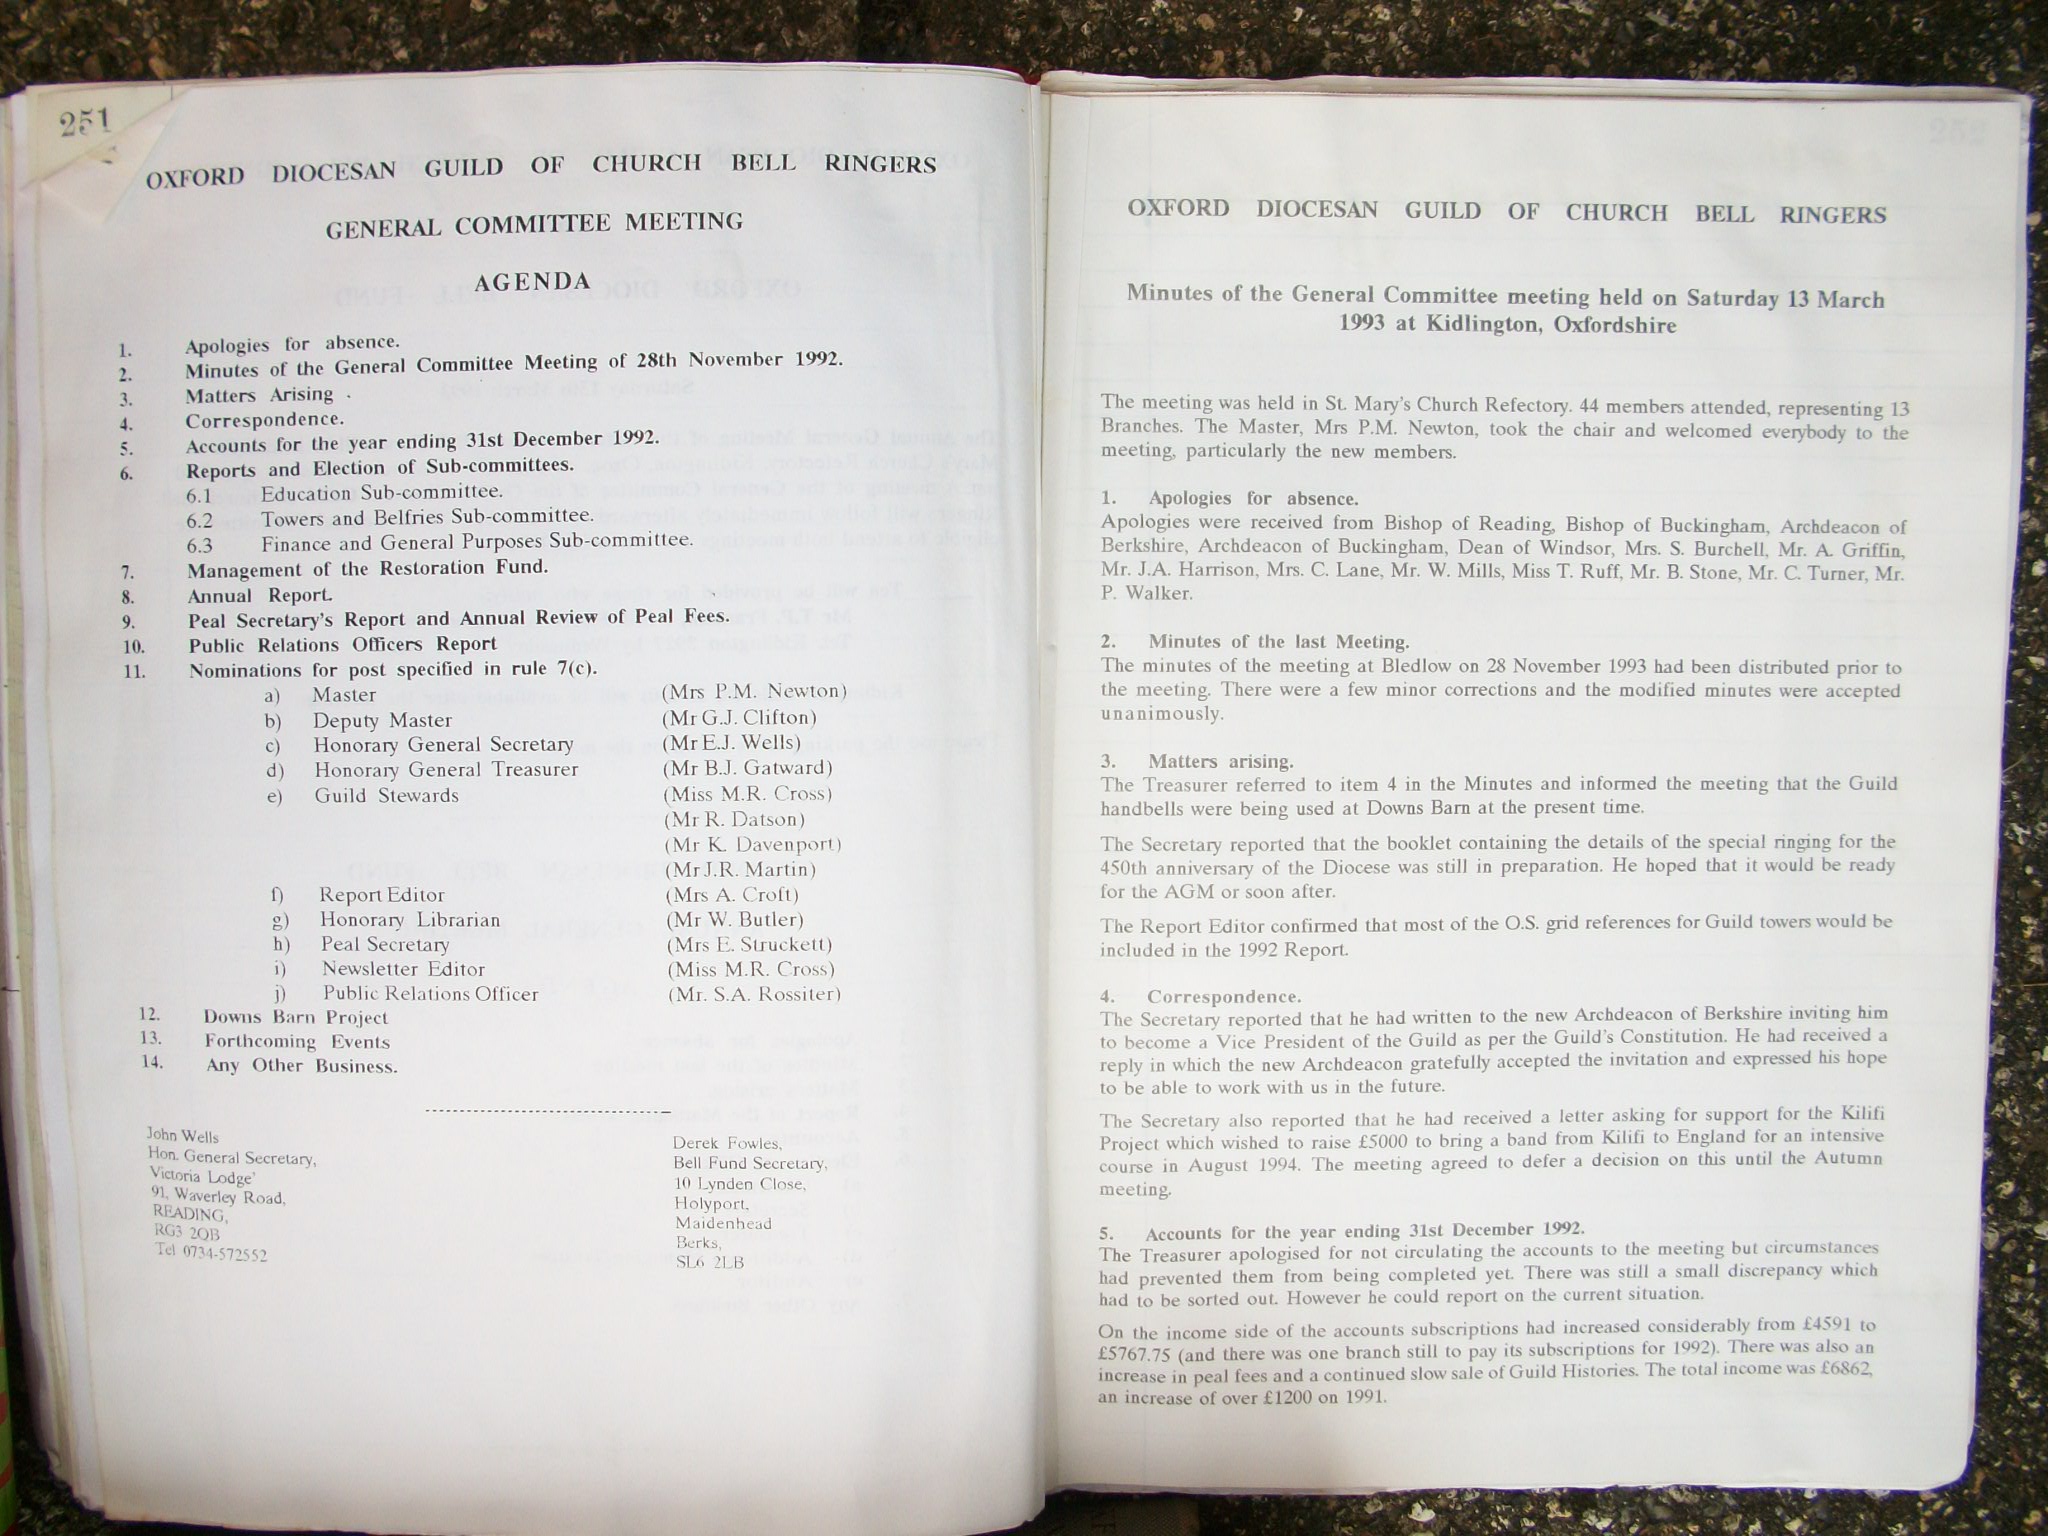 251
OXFORD DIOCESAN GUILD OF CHURCH BELL RINGERS
GENERAL COMMITTEE MEETING
AGENDA
1. Apologies for absence.
2. Minutes of the General Committee Meeting of 28th November 1992.
3. Matters Arising .
4. Correspondence.
5. Accounts for the year ending 31st December 1992.
6. Reports and Election of Sub-committees.
6.1 Education Sub-committee.
6.2 Towers and Belfries Sub-committee.
6.3 Finance and General Purposes Sub-committee.
7. Management of the Restoration Fund.
8. Annual Report.
9. Peal Secretary's Report and Annual Review of Peal Fees.
10. Public Relations Officers Report
11. Nominations for post specified in rule 7(c).
a) Master (Mrs P.M. Newton)
b) Deputy Master (Mr G.J. Clifton)
c) Honorary General Secretary (Mr E.J. Wells)
d) Honorary General Treasurer (Mr B.J. Gatward)
e) Guild Stewards (Miss M.R. Cross)
(Mr R. Datson)
(Mr K. Davenport)
(Mr J.R. Martin)
f) Report Editor (Mrs A. Croft)
g) Honorary Librarian (Mr W. Butler)
h) Peal Secretary (Mrs E. Struckett)
i) Newsletter Editor (Miss M.R. Cross)
j) Public Relations Officer (Mr. S.A. Rossiter)
12. Downs Barn Project
13. Forthcoming Events
14. Any Other Business.
John Wells
Hon. General Secretary,
Victoria Lodge'
91, Waverley Road,
READING,
RG3 2QB
Tel 0734-572552
Derek Fowles,
Bell Fund Secretary,
10 Lynden Close,
Holyport,
Maidenhead
Berks,
SL6 2LB
OXFORD DIOCESAN GUILD OF CHURCH BELL RINGERS
Minutes of the General Committee meeting held on Saturday 13 March
1993 at Kidlington, Oxfordshire
The meeting was held in St. Mary's Church Refectory. 44 members attended, representing 13
Branches. The Master, Mrs P.M. Newton, took the chair and welcomed everybody to the
meeting, particularly the new members.
1. Apologies for absence.
Apologies were received from Bishop of Reading, Bishop of Buckingham, Archdeacon of
Berkshire, Archdeacon of Buckingham, Dean of Windsor, Mrs. S. Burchell, Mr. A. Griffin,
Mr. J.A. Harrison, Mrs. C. Lane, Mr. W. Mills, Miss T. Ruff, Mr. B. Stone, Mr. C. Turner, Mr.
P. Walker.
2. Minutes of the last Meeting.
The minutes of the meeting at Bledlow on 28 November 1993 had been distributed prior to
the meeting. There were a few minor corrections and the modified minutes were accepted
unanimously.
3. Matters arising.
The Treasurer referred to item 4 in the Minutes and informed the meeting that the Guild
handbells were being used at Downs Barn at the present time.
The Secretary reported that the booklet containing the details of the special ringing for the
450th anniversary of the Diocese was still in preparation. He hoped that it would be ready
for the AGM or soon after.
The Report Editor confirmed that most of the O.S. grid references for Guild towers would be
included in the 1992 Report.
4. Correspondence.
The Secretary reported that he had written to the new Archdeacon of Berkshire inviting him
to become a Vice President of the Guild as per the Guild's Constitution. He had received a
reply in which the new Archdeacon gratefully accepted the invitation and expressed his hope
to be able to work with us in the future.
The Secretary also reported that he had received a letter asking for support for the Kilifi
Project which wished to raise £5000 to bring a band from Kilifi to England for an intensive
course in August 1994. The meeting agreed to defer a decision on this until the Autumn
meeting.
5. Accounts for the year ending 31st December 1992.
The Treasurer apologised for not circulating the accounts to the meeting but circumstances
had prevented them from being completed yet. There was still a small discrepancy which
had to be sorted out. However he could report on the current situation.
On the income side of the accounts subscriptions had increased considerably from £4591 to
£5767.75 (and there was one branch still to pay its subscriptions for 1992). There was also an
increase in peal fees and a continued slow sale of Guild Histories. The total income was £6862,
an increase of over £1200 on 1991.